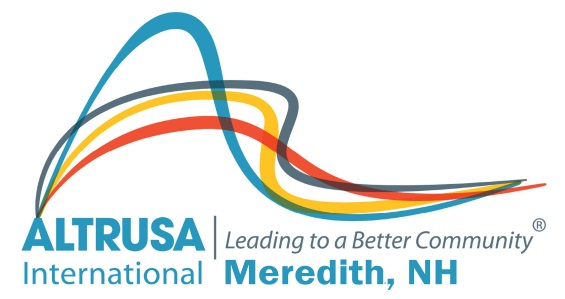 ALTRUSA | Leading to a Better Community®
International Meredith, NH